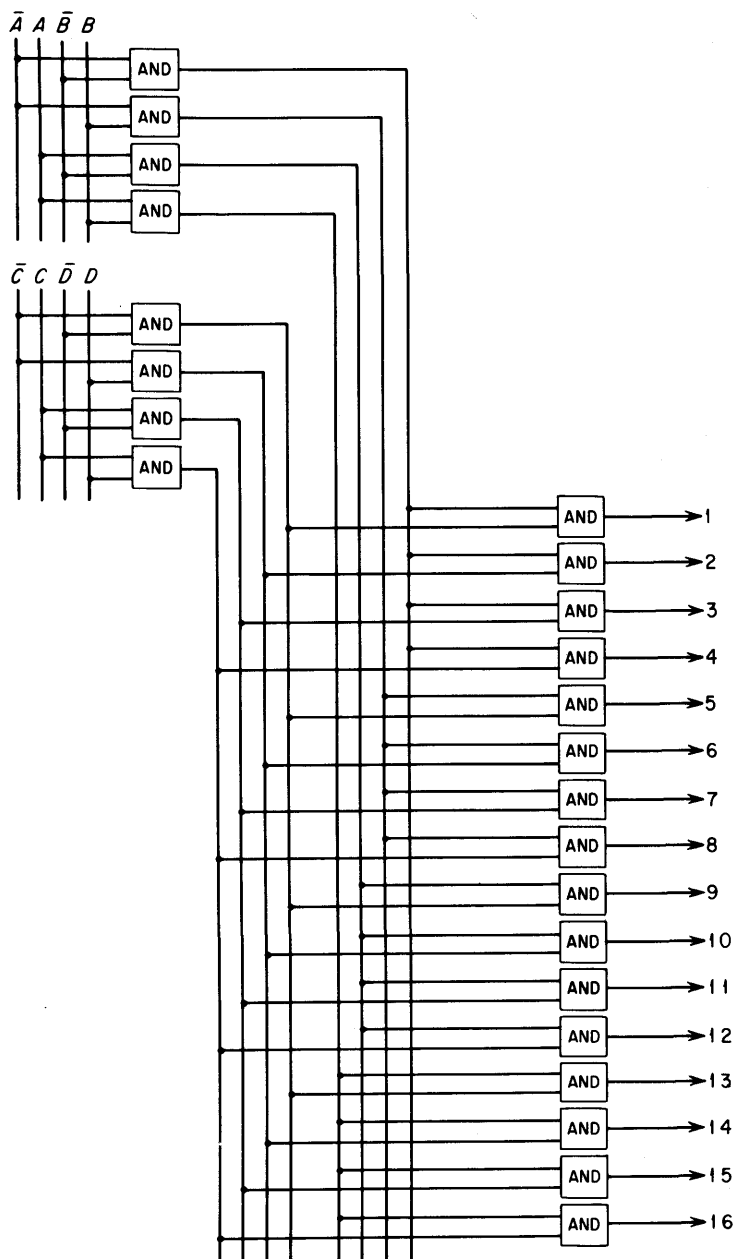 A̅ A B̅ B
AND
AND
AND
AND
C̅ C D̅ D
AND
AND
AND
AND
AND 1
AND 2
AND 3
AND 4
AND 5
AND 6
AND 7
AND 8
AND 9
AND 10
AND 11
AND 12
AND 13
AND 14
AND 15
AND 16